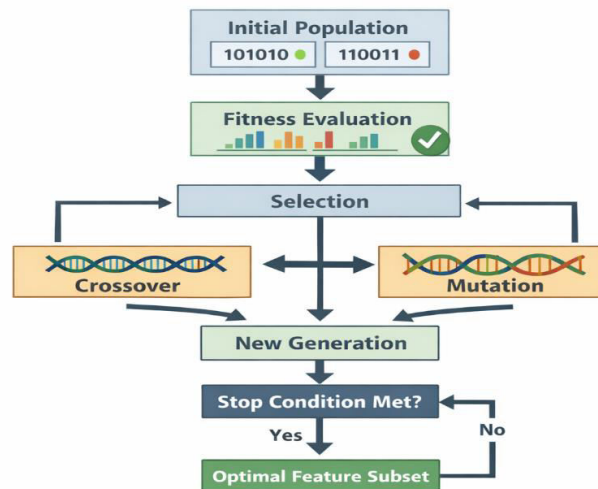 Initial Population
101010 110011
Fitness Evaluation
Selection
Crossover Mutation
New Generation
Stop Condition Met?
Yes No
Optimal Feature Subset